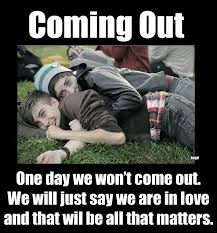 Coming Out
One day we won't come out.
We will just say we are in love
and that wil be all that matters.